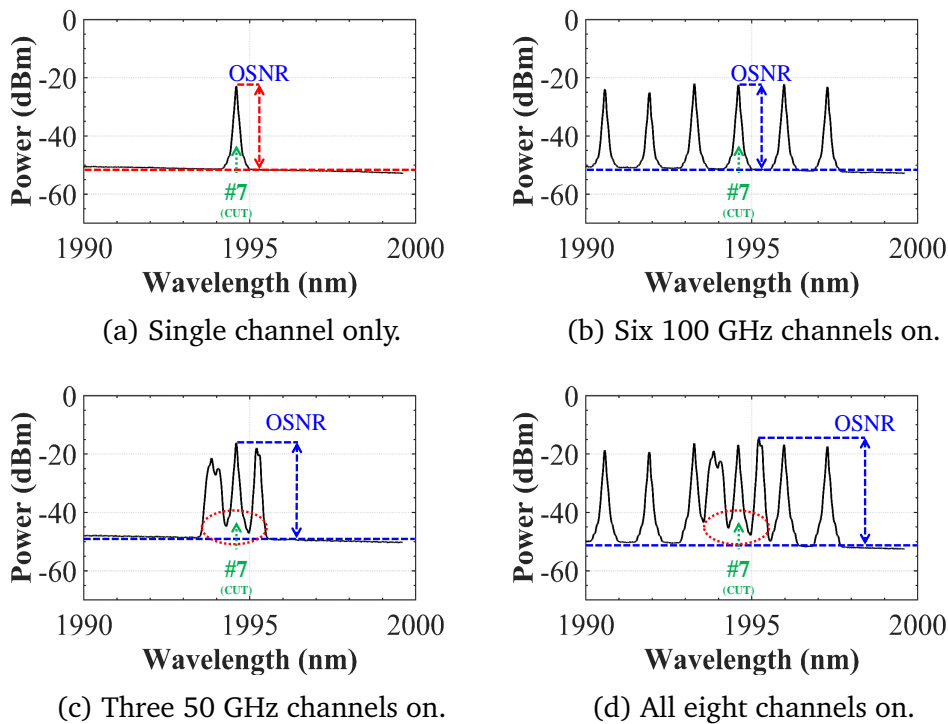 0
-20
-40
-60
Power (dBm)
OSNR
#7
(CUT)
1990
1995
2000
Wavelength (nm)
(a) Single channel only.
0
-20
-40
-60
Power (dBm)
OSNR
#7
(CUT)
1990
1995
2000
Wavelength (nm)
(b) Six 100 GHz channels on.
0
-20
-40
-60
Power (dBm)
OSNR
#7
(CUT)
1990
1995
2000
Wavelength (nm)
(c) Three 50 GHz channels on.
0
-20
-40
-60
Power (dBm)
OSNR
#7
(CUT)
1990
1995
2000
Wavelength (nm)
(d) All eight channels on.